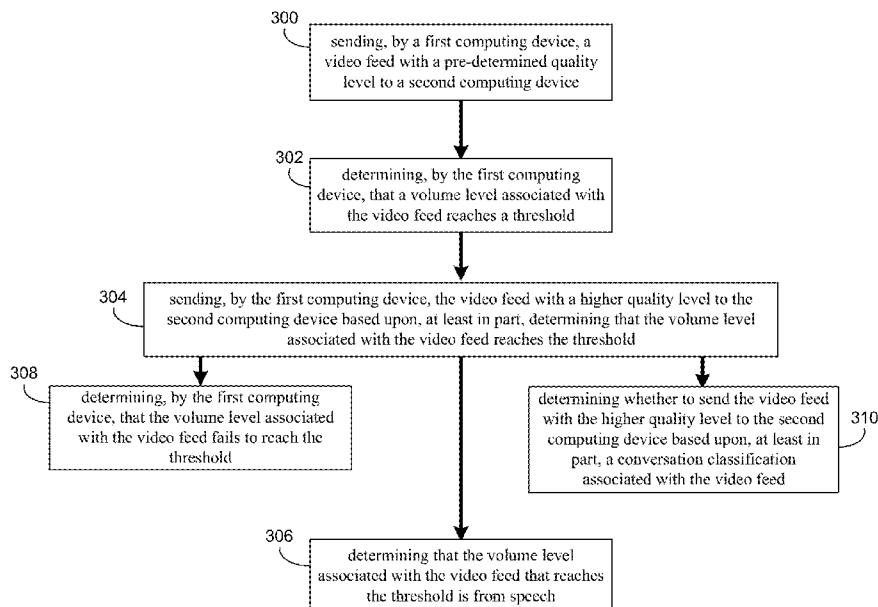 300
sending, by a first computing device, a
video feed with a pre-determined quality
level to a second computing device
302
determining, by the first computing
device, that a volume level associated with
the video feed reaches a threshold
304
sending, by the first computing device, the video feed with a higher quality level to the
second computing device based upon, at least in part, determining that the volume level
associated with the video feed reaches the threshold
308
determining, by the first computing
device, that the volume level associated
with the video feed fails to reach the
threshold
determining whether to send the video feed
with the higher quality level to the second
computing device based upon, at least in
part, a conversation classification
associated with the video feed
310
306
determining that the volume level
associated with the video feed that reaches
the threshold is from speech